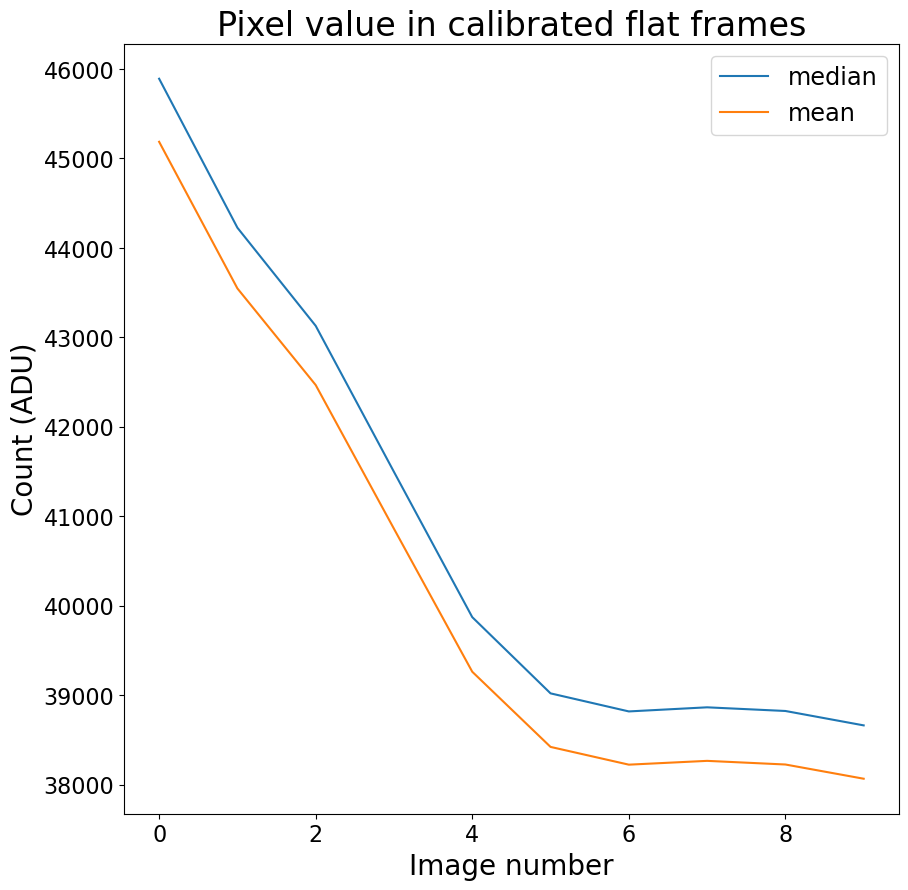 Pixel value in calibrated flat frames
median
mean
46000
45000
44000
43000
42000
41000
40000
39000
38000
Count (ADU)
0 2 4 6 8
Image number